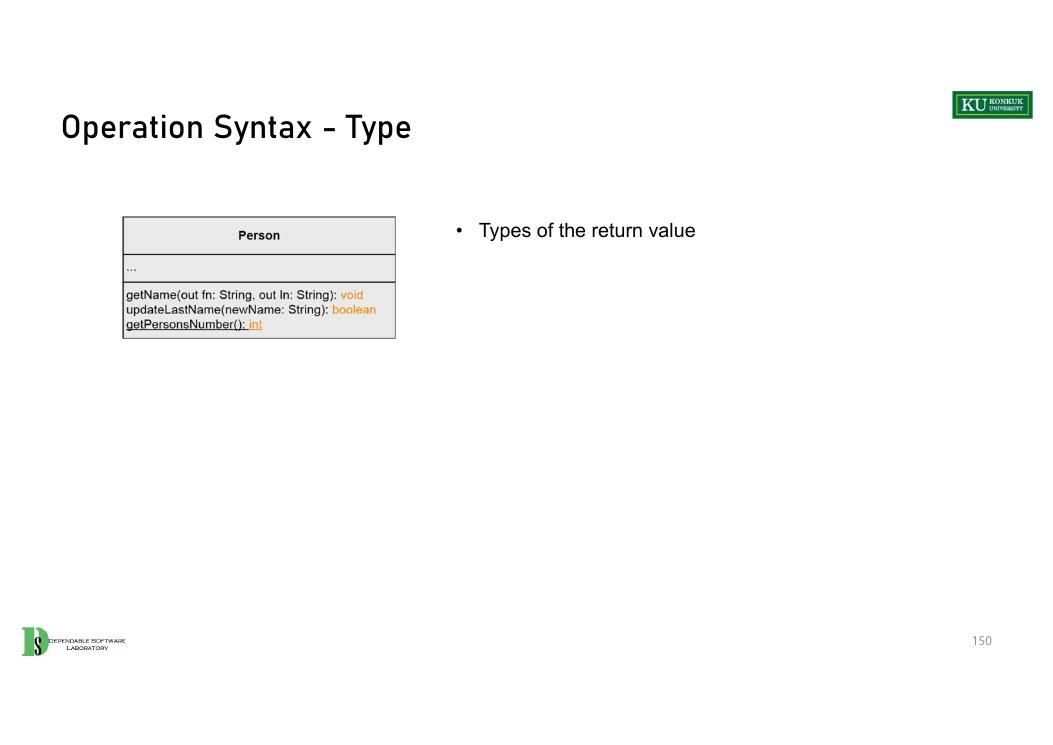 KU KONKUK
UNIVERSITY
Operation Syntax - Type
Person
...
getName(out fn: String, out ln: String): void
updateLastName(newName: String): boolean
getPersonsNumber(): int
• Types of the return value
DS DEPENDABLE SOFTWARE
LABORATORY
150